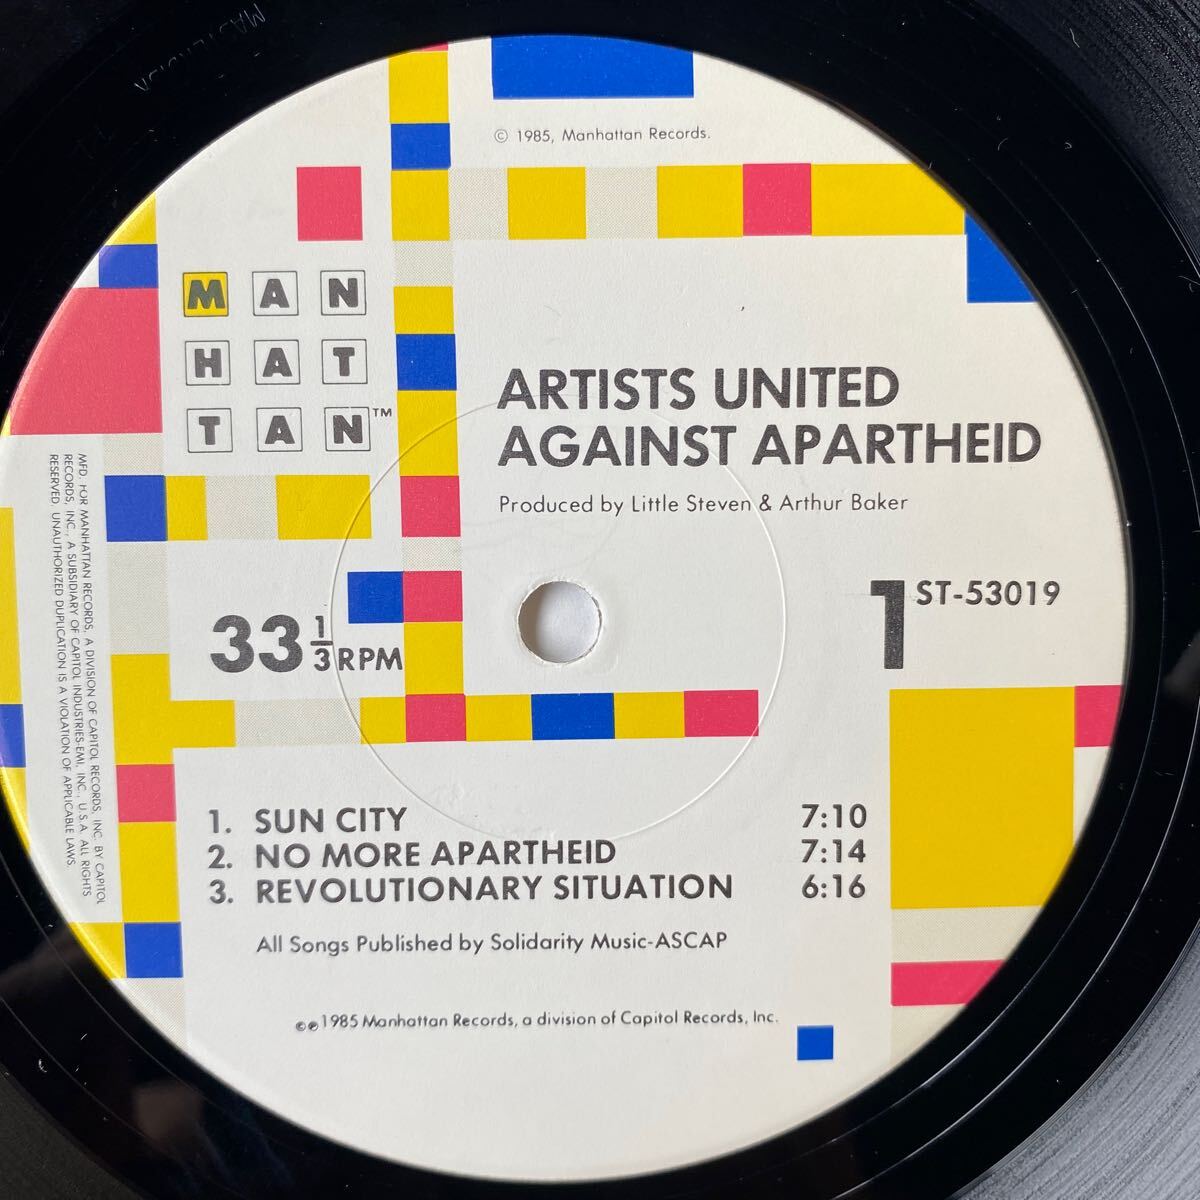 © 1985, Manhattan Records.
MAN
HAT
TAN™
ARTISTS UNITED
AGAINST APARTHEID
Produced by Little Steven & Arthur Baker
1 ST-53019
33 1/3 RPM
1. SUN CITY 7:10
2. NO MORE APARTHEID 7:14
3. REVOLUTIONARY SITUATION 6:16
All Songs Published by Solidarity Music-ASCAP
©℗ 1985 Manhattan Records, a division of Capitol Records, Inc.
MFD. FOR MANHATTAN RECORDS, A DIVISION OF CAPITOL RECORDS, INC. BY CAPITOL
RECORDS, INC., A SUBSIDIARY OF CAPITOL INDUSTRIES-EMI, INC., U.S.A. ALL RIGHTS
RESERVED. UNAUTHORIZED DUPLICATION IS A VIOLATION OF APPLICABLE LAWS.